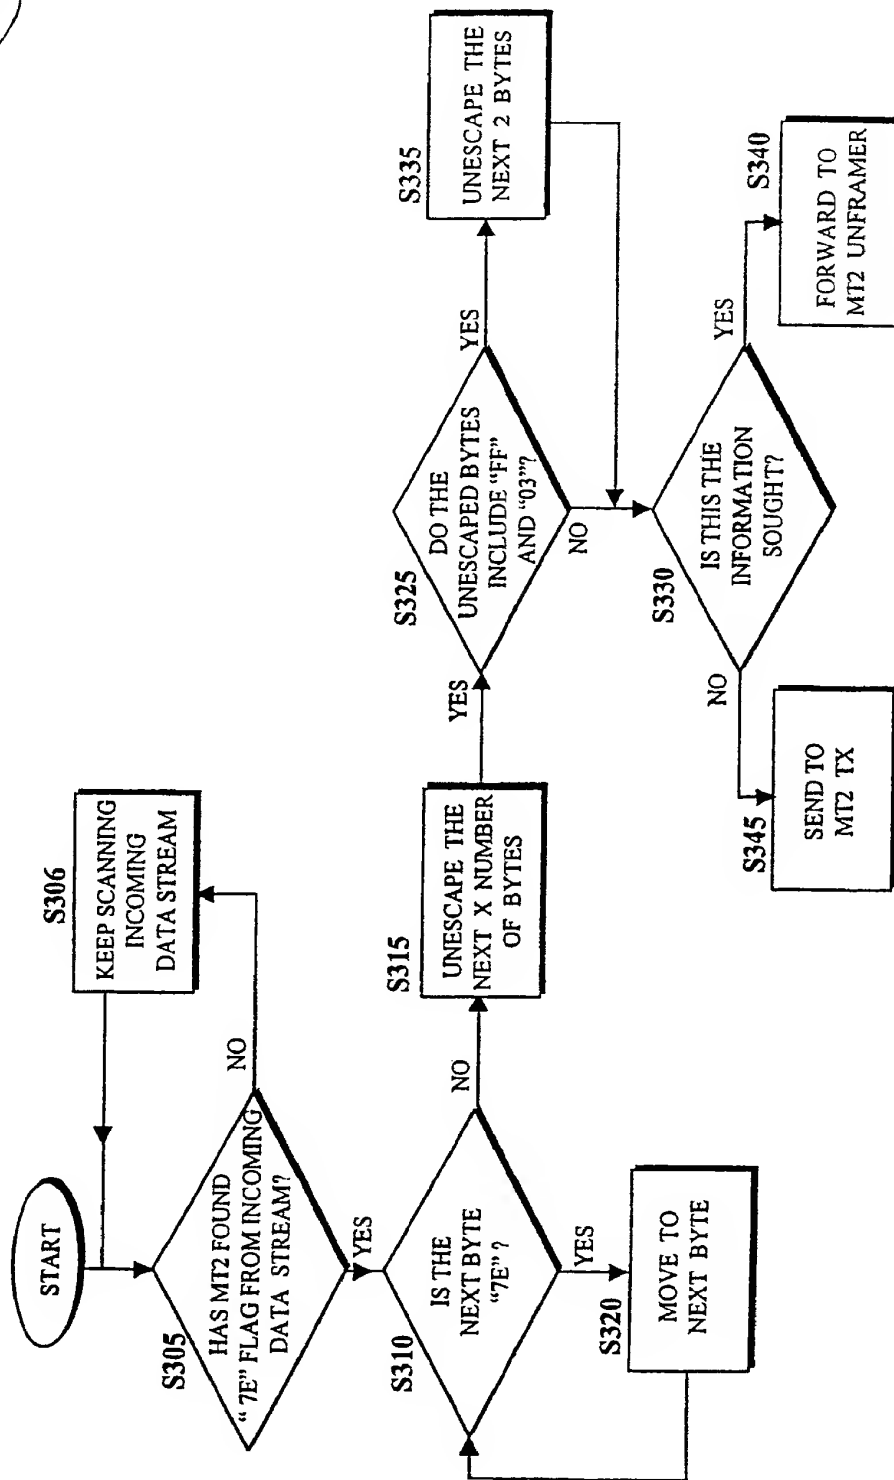 START
S305
HAS MT2 FOUND
" 7E" FLAG FROM INCOMING
DATA STREAM?
NO
S306
KEEP SCANNING
INCOMING
DATA STREAM
YES
S310
IS THE
NEXT BYTE
"7E" ?
YES
S320
MOVE TO
NEXT BYTE
NO
S315
UNESCAPE THE
NEXT X NUMBER
OF BYTES
YES
S325
DO THE
UNESCAPED BYTES
INCLUDE "FF"
AND "03"?
YES
S335
UNESCAPE THE
NEXT 2 BYTES
NO
S330
IS THIS THE
INFORMATION
SOUGHT?
YES
S340
FORWARD TO
MT2 UNFRAMER
NO
S345
SEND TO
MT2 TX